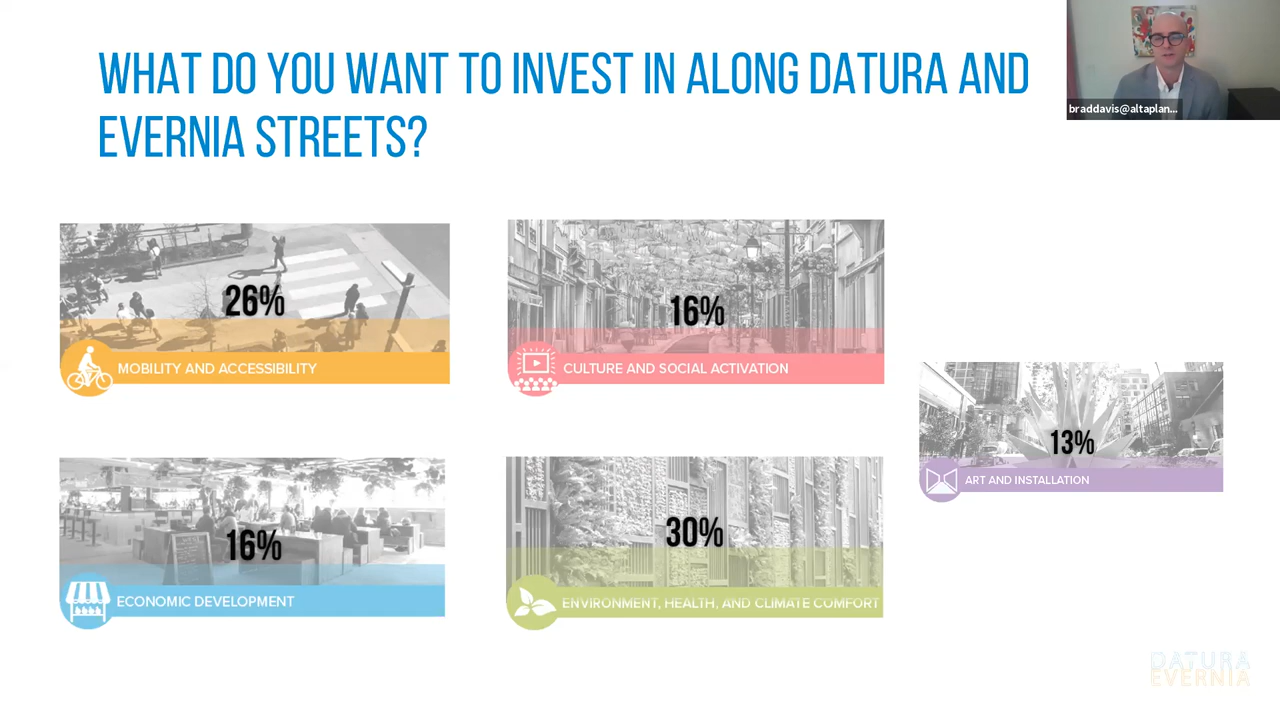 WHAT DO YOU WANT TO INVEST IN ALONG DATURA AND
EVERNIA STREETS?
braddavis@altaplan...
26%
MOBILITY AND ACCESSIBILITY
16%
CULTURE AND SOCIAL ACTIVATION
13%
ART AND INSTALLATION
16%
ECONOMIC DEVELOPMENT
30%
ENVIRONMENT, HEALTH, AND CLIMATE COMFORT
DATURA
EVERNIA